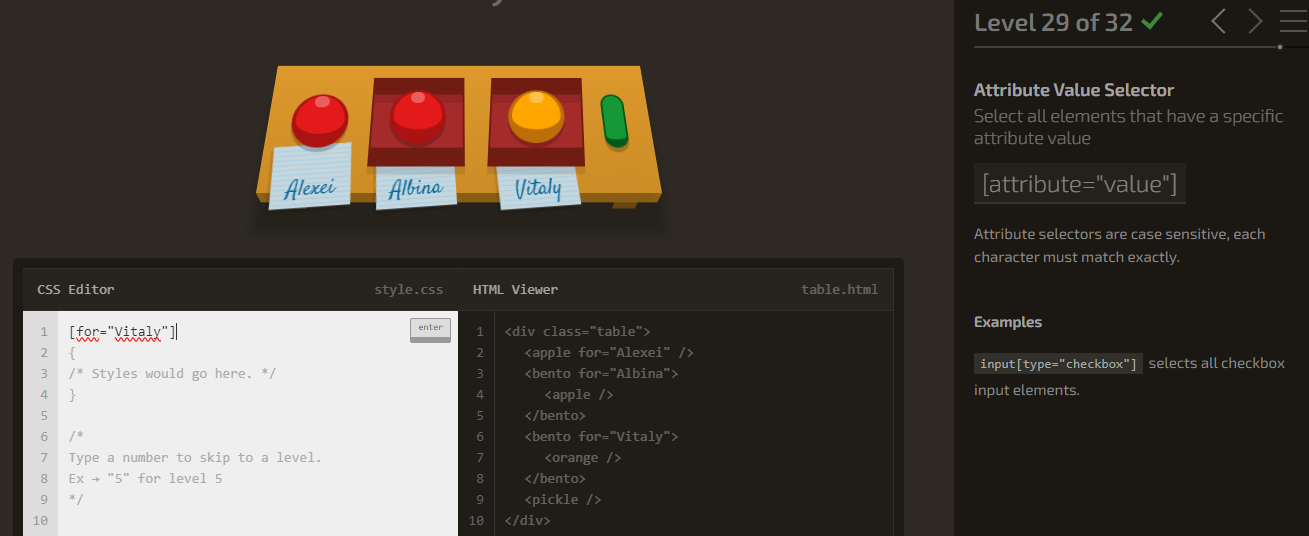 Level 29 of 32
Alexei
Albina
Vitaly
CSS Editor
style.css
HTML Viewer
table.html
1 [for="Vitaly"]
enter
2 {
3 /* Styles would go here. */
4 }
5
6 /*
7 Type a number to skip to a level.
8 Ex → "5" for level 5
9 */
10
1 <div class="table">
2 <apple for="Alexei" />
3 <bento for="Albina">
4 <apple />
5 </bento>
6 <bento for="Vitaly">
7 <orange />
8 </bento>
9 <pickle />
10 </div>
Attribute Value Selector
Select all elements that have a specific
attribute value
[attribute="value"]
Attribute selectors are case sensitive, each
character must match exactly.
Examples
input[type="checkbox"] selects all checkbox
input elements.